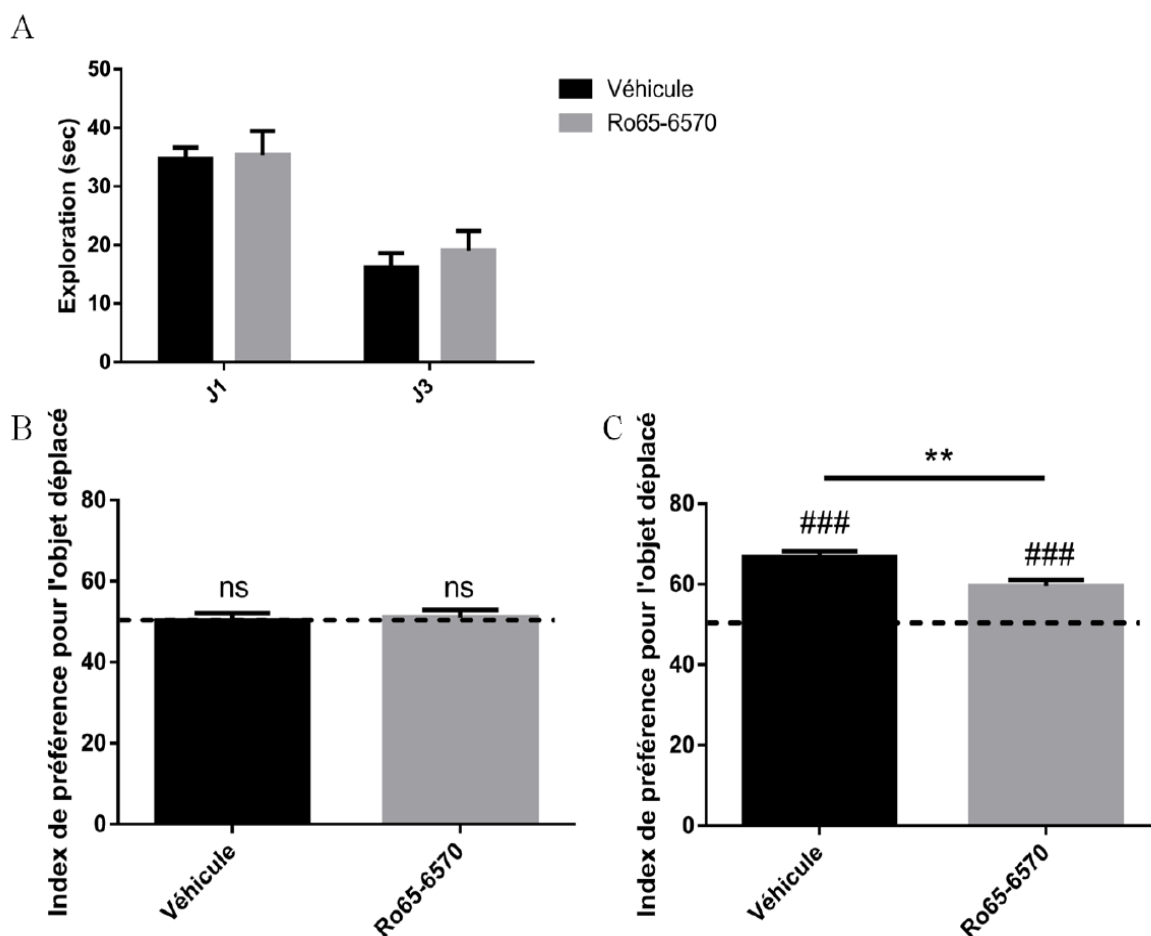 A
Exploration (sec)
50
40
30
20
10
0
J1
J3
Véhicule
Ro65-6570
B
Index de préférence pour l'objet déplacé
80
60
40
20
0
ns
ns
Véhicule
Ro65-6570
C
Index de préférence pour l'objet déplacé
80
60
40
20
0
**
###
###
Véhicule
Ro65-6570